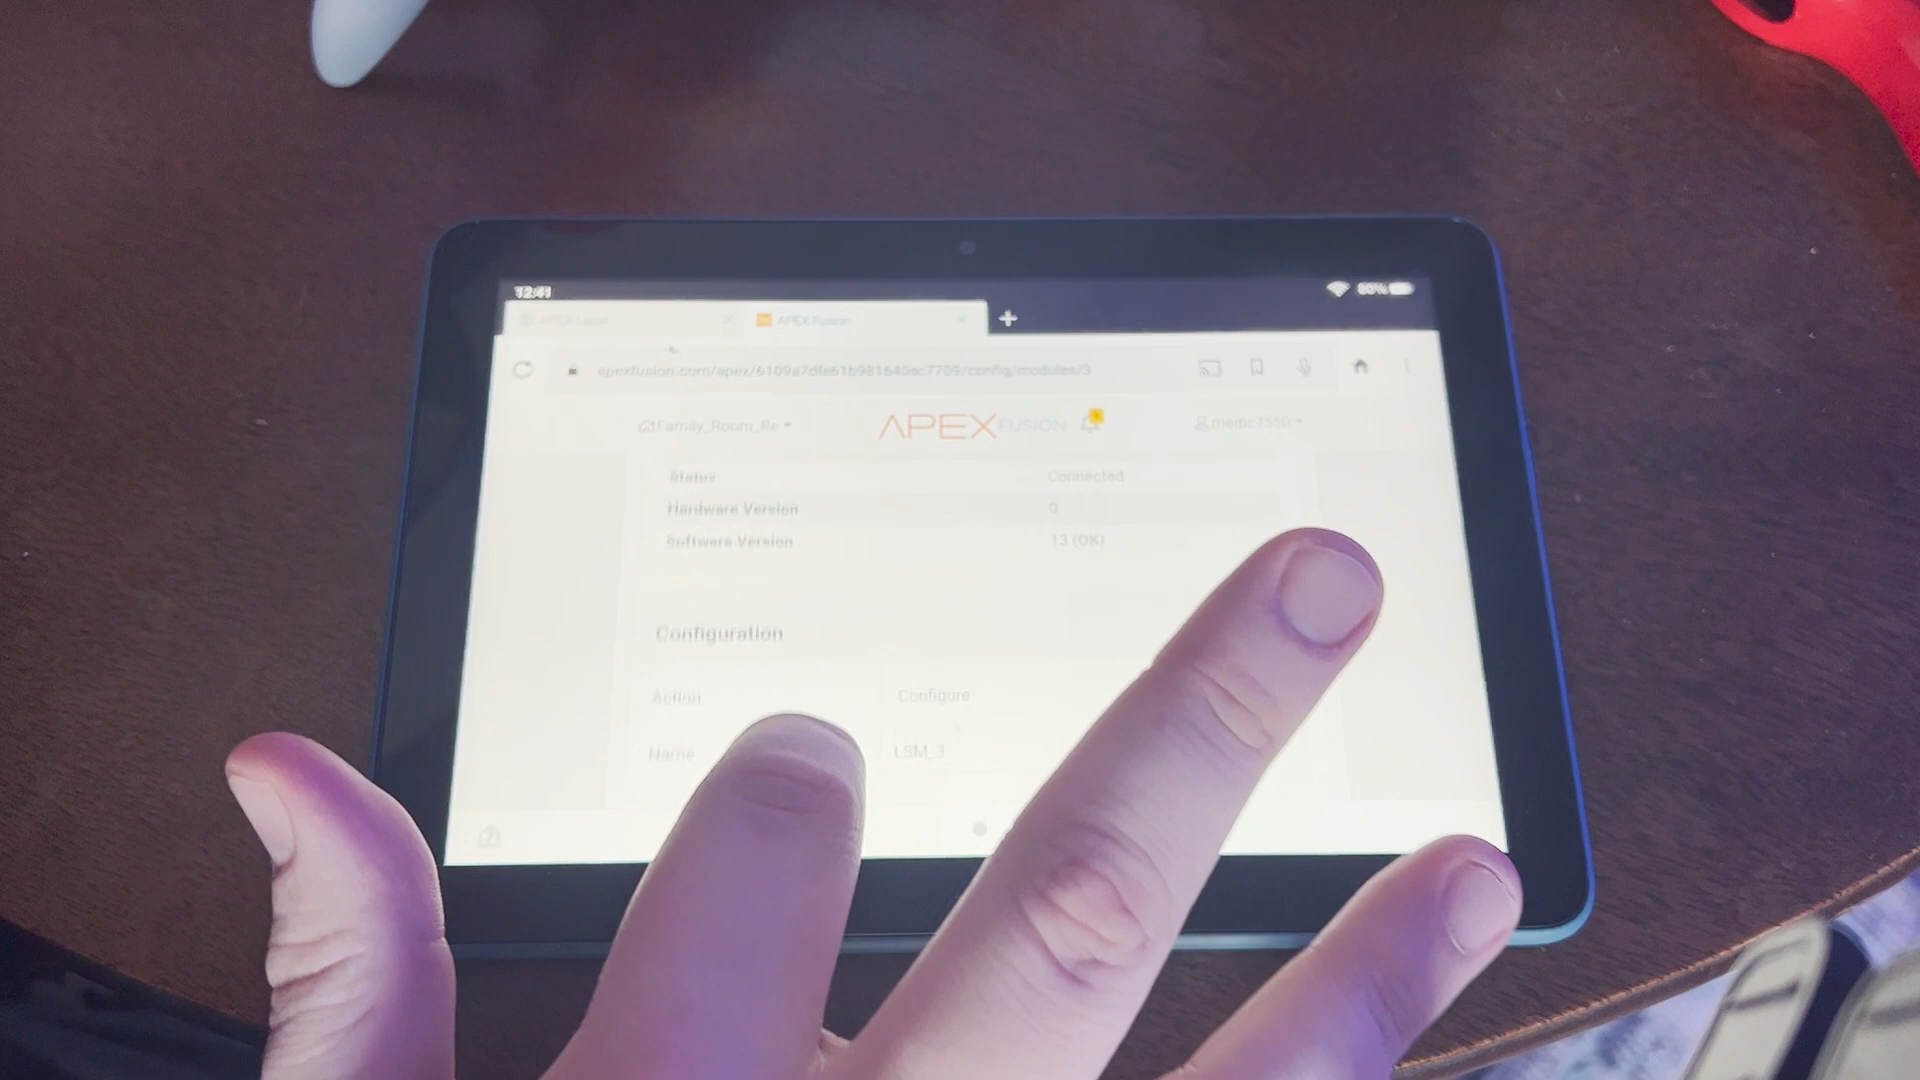 12:41
80%
APEX Fusion
apexfusion.com/apex/6109a7dfe61b981640ac7709/config/modules/3
Family_Room_Re
APEX FUSION
Status Connected
Hardware Version 0
Software Version 13 (OK)
Configuration
Action Configure
Name LSM_3